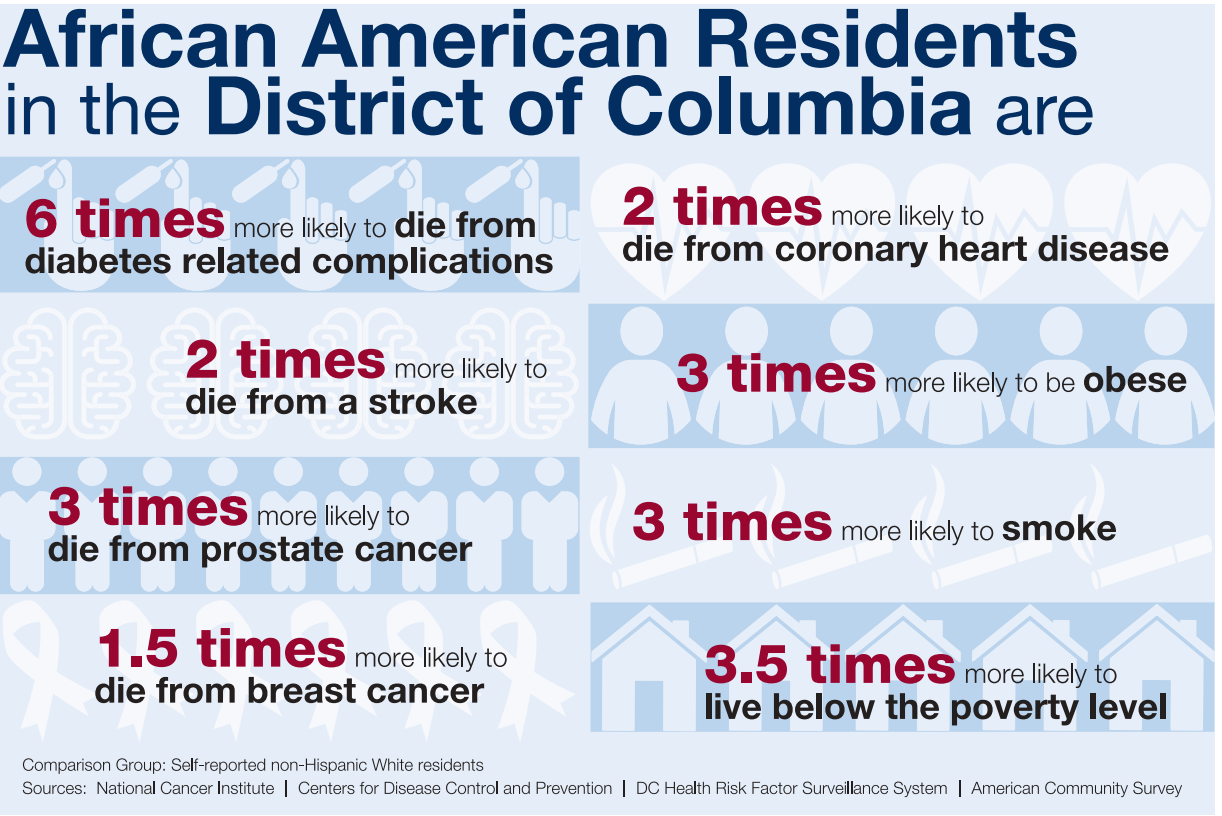 African American Residents
in the District of Columbia are
6 times more likely to die from
diabetes related complications
2 times more likely to
die from coronary heart disease
2 times more likely to
die from a stroke
3 times more likely to be obese
3 times more likely to
die from prostate cancer
3 times more likely to smoke
1.5 times more likely to
die from breast cancer
3.5 times more likely to
live below the poverty level
Comparison Group: Self-reported non-Hispanic White residents
Sources: National Cancer Institute | Centers for Disease Control and Prevention | DC Health Risk Factor Surveillance System | American Community Survey